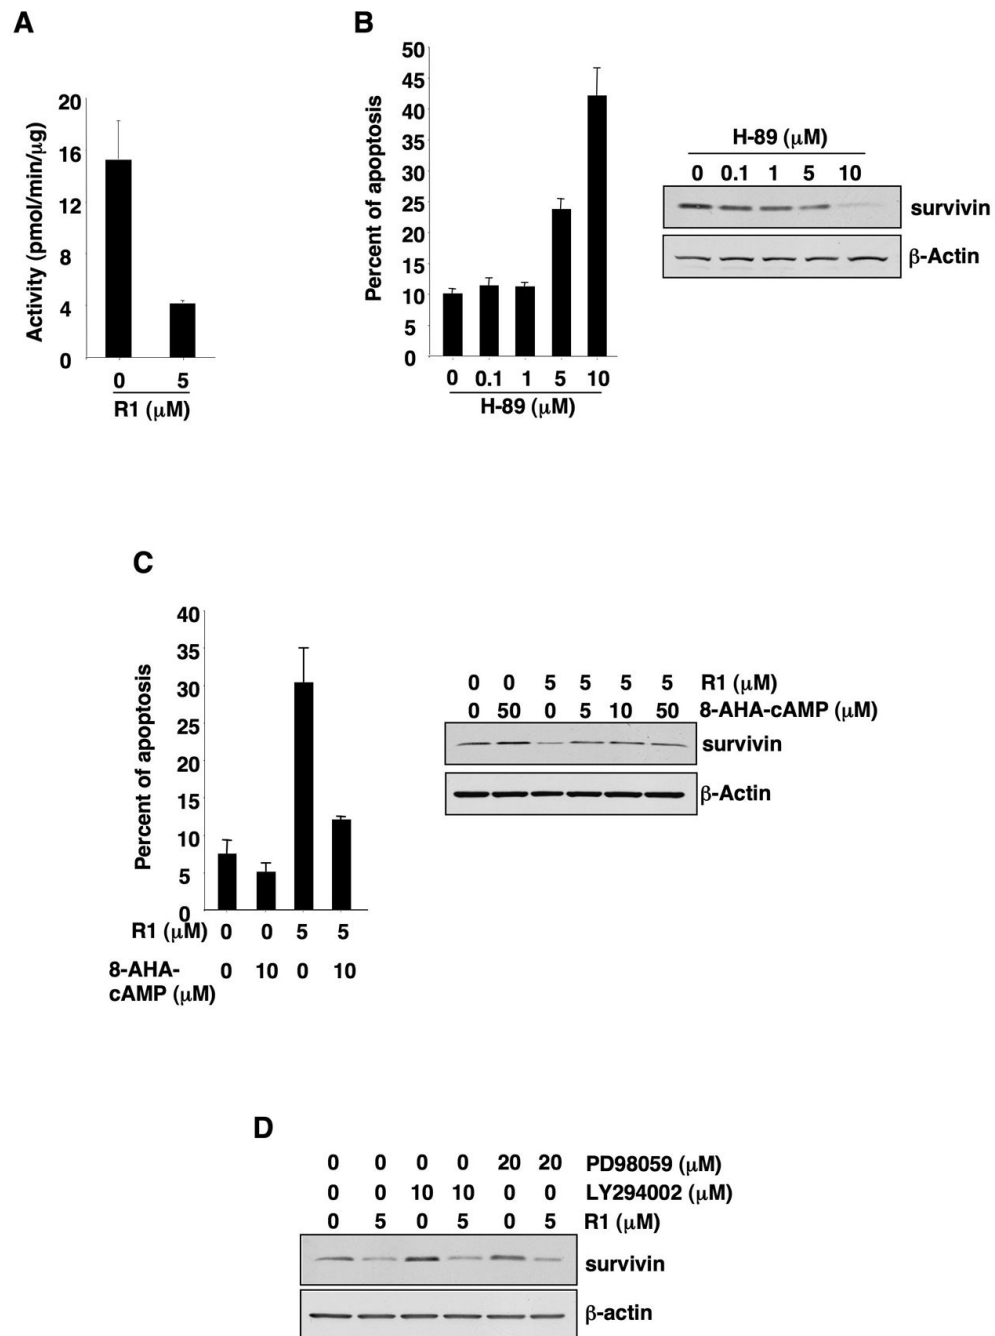 A
Activity (pmol/min/μg)
20
16
12
8
4
0
0 5
R1 (μM)
B
Percent of apoptosis
50
45
40
35
30
25
20
15
10
5
0
0 0.1 1 5 10
H-89 (μM)
H-89 (μM)
0 0.1 1 5 10
survivin
β-Actin
C
Percent of apoptosis
40
35
30
25
20
15
10
5
0
R1 (μM) 0 0 5 5
8-AHA-
cAMP (μM) 0 10 0 10
0 0 5 5 5 5 R1 (μM)
0 50 0 5 10 50 8-AHA-cAMP (μM)
survivin
β-Actin
D
0 0 0 0 20 20 PD98059 (μM)
0 0 10 10 0 0 LY294002 (μM)
0 5 0 5 0 5 R1 (μM)
survivin
β-actin